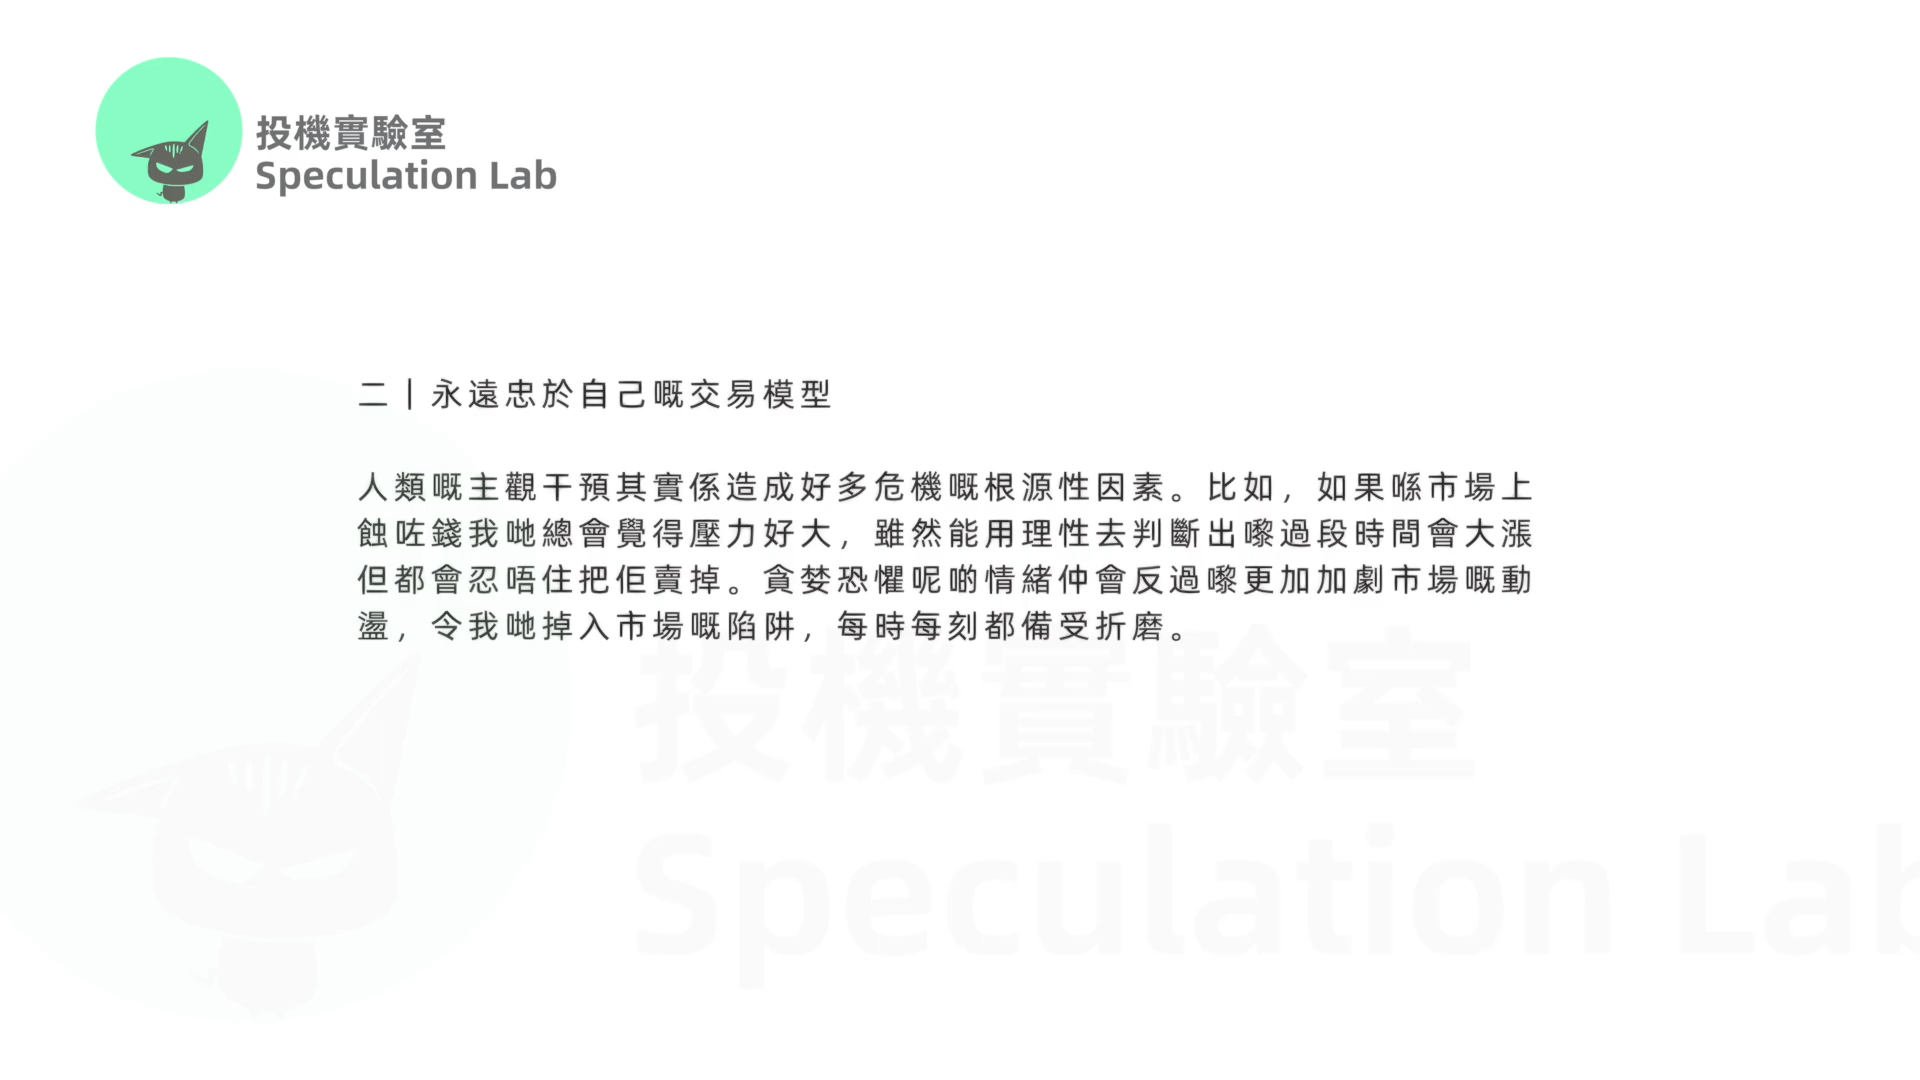 投機實驗室
Speculation Lab
二｜永遠忠於自己嘅交易模型
人類嘅主觀干預其實係造成好多危機嘅根源性因素。比如，如果喺市場上
蝕咗錢我哋總會覺得壓力好大，雖然能用理性去判斷出嚟過段時間會大漲
但都會忍唔住把佢賣掉。貪婪恐懼呢啲情緒仲會反過嚟更加加劇市場嘅動
盪，令我哋掉入市場嘅陷阱，每時每刻都備受折磨。
投機實驗室
Speculation Lab